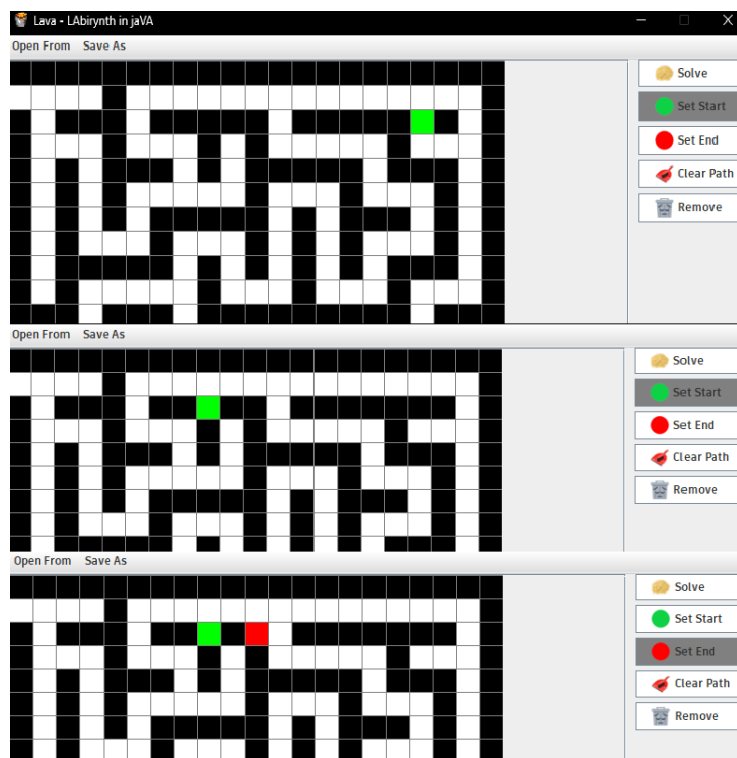 Lava - LAbirynth in jaVA
Open From Save As
Solve
Set Start
Set End
Clear Path
Remove
Open From Save As
Solve
Set Start
Set End
Clear Path
Remove
Open From Save As
Solve
Set Start
Set End
Clear Path
Remove